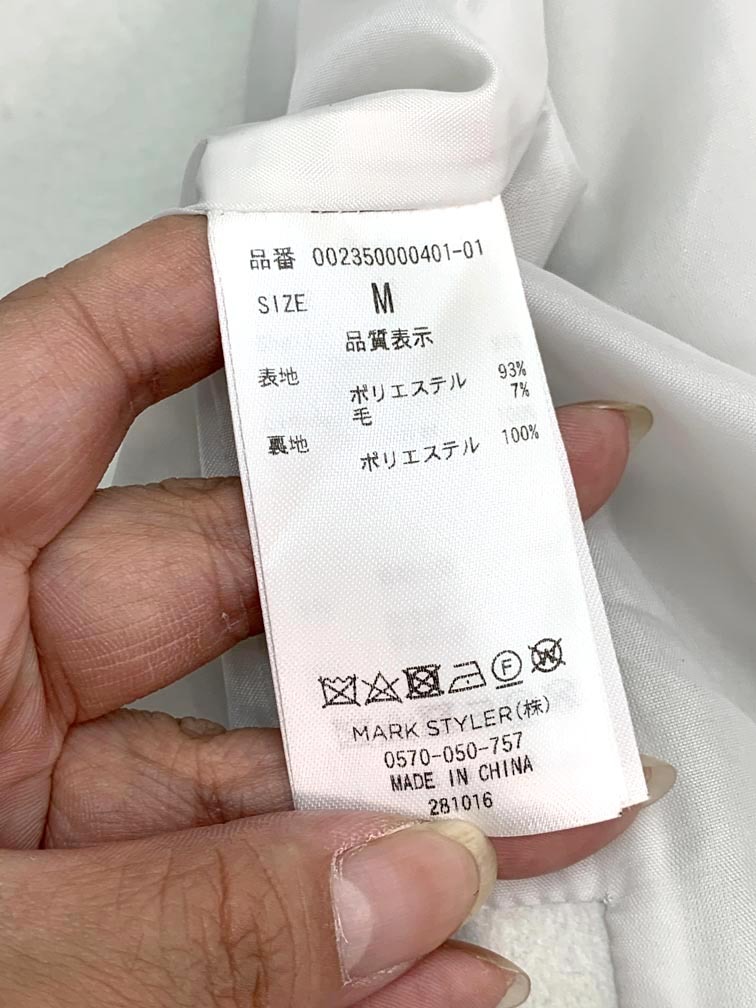 品番 002350000401-01
SIZE M
品質表示
表地 ポリエステル 93%
毛 7%
裏地 ポリエステル 100%
F W
MARK STYLER(株)
0570-050-757
MADE IN CHINA
281016